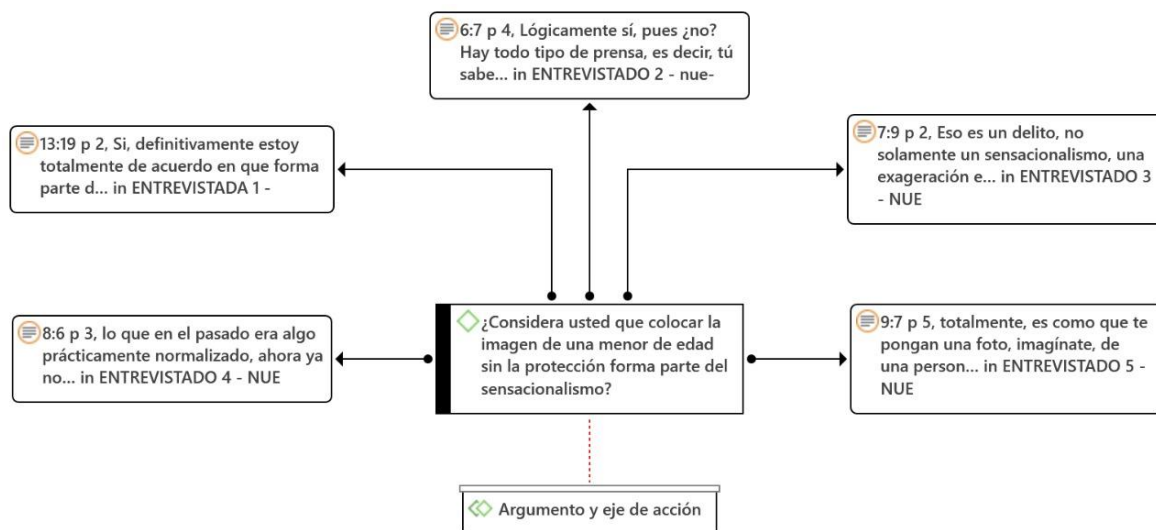 6:7 p 4, Lógicamente sí, pues ¿no?
Hay todo tipo de prensa, es decir, tú
sabe... in ENTREVISTADO 2 - nue-
13:19 p 2, Si, definitivamente estoy
totalmente de acuerdo en que forma
parte d... in ENTREVISTADA 1 -
7:9 p 2, Eso es un delito, no
solamente un sensacionalismo, una
exageración e... in ENTREVISTADO 3
- NUE
8:6 p 3, lo que en el pasado era algo
prácticamente normalizado, ahora ya
no... in ENTREVISTADO 4 - NUE
¿Considera usted que colocar la
imagen de una menor de edad
sin la protección forma parte del
sensacionalismo?
9:7 p 5, totalmente, es como que te
pongan una foto, imagínate, de
una person... in ENTREVISTADO 5 -
NUE
Argumento y eje de acción